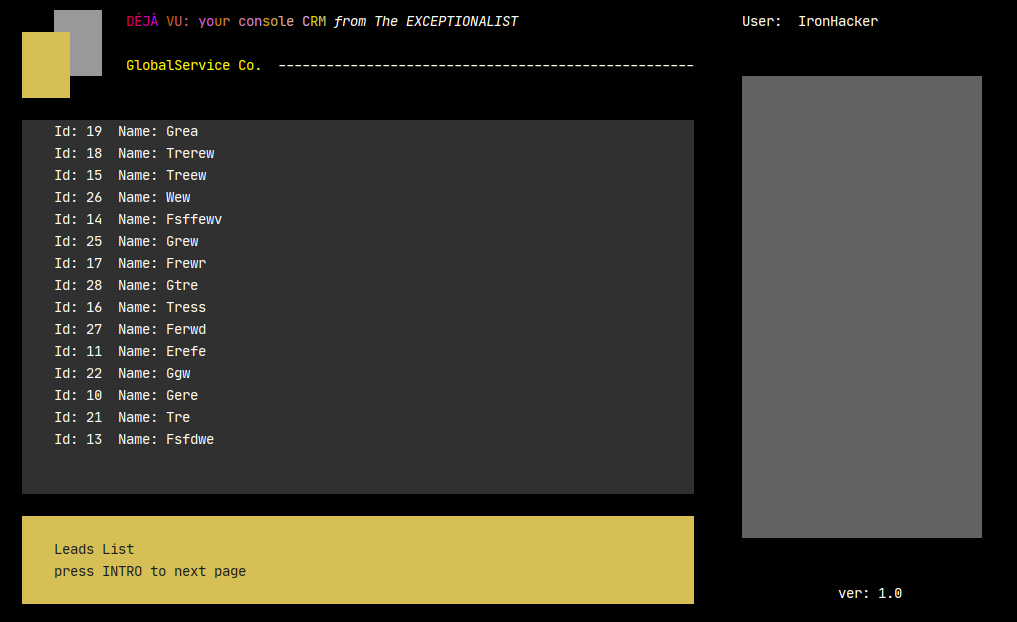 DÉJÀ VU: your console CRM from The EXCEPTIONALIST
User:  IronHacker
GlobalService Co.  ----------------------------------------------------
Id: 19  Name: Grea
Id: 18  Name: Trerew
Id: 15  Name: Treew
Id: 26  Name: Wew
Id: 14  Name: Fsffewv
Id: 25  Name: Grew
Id: 17  Name: Frewr
Id: 28  Name: Gtre
Id: 16  Name: Tress
Id: 27  Name: Ferwd
Id: 11  Name: Erefe
Id: 22  Name: Ggw
Id: 10  Name: Gere
Id: 21  Name: Tre
Id: 13  Name: Fsfdwe
Leads List
press INTRO to next page
ver: 1.0